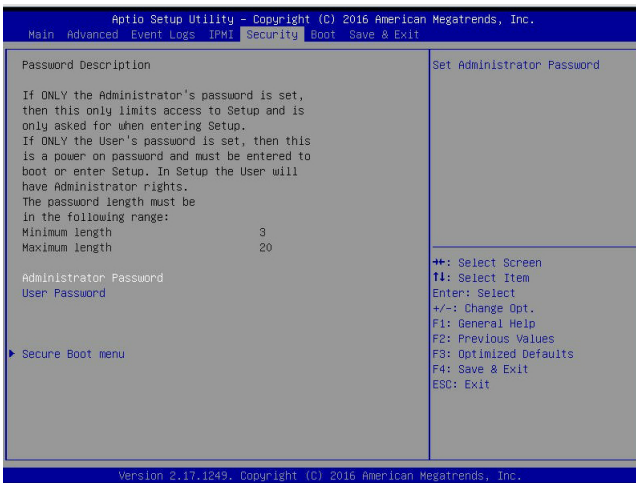 Aptio Setup Utility – Copyright (C) 2016 American Megatrends, Inc.
Main Advanced Event Logs IPMI Security Boot Save & Exit
Password Description
If ONLY the Administrator's password is set,
then this only limits access to Setup and is
only asked for when entering Setup.
If ONLY the User's password is set, then this
is a power on password and must be entered to
boot or enter Setup. In Setup the User will
have Administrator rights.
The password length must be
in the following range:
Minimum length 3
Maximum length 20
Administrator Password
User Password
Secure Boot menu
Set Administrator Password
→←: Select Screen
↑↓: Select Item
Enter: Select
+/-: Change Opt.
F1: General Help
F2: Previous Values
F3: Optimized Defaults
F4: Save & Exit
ESC: Exit
Version 2.17.1249. Copyright (C) 2016 American Megatrends, Inc.